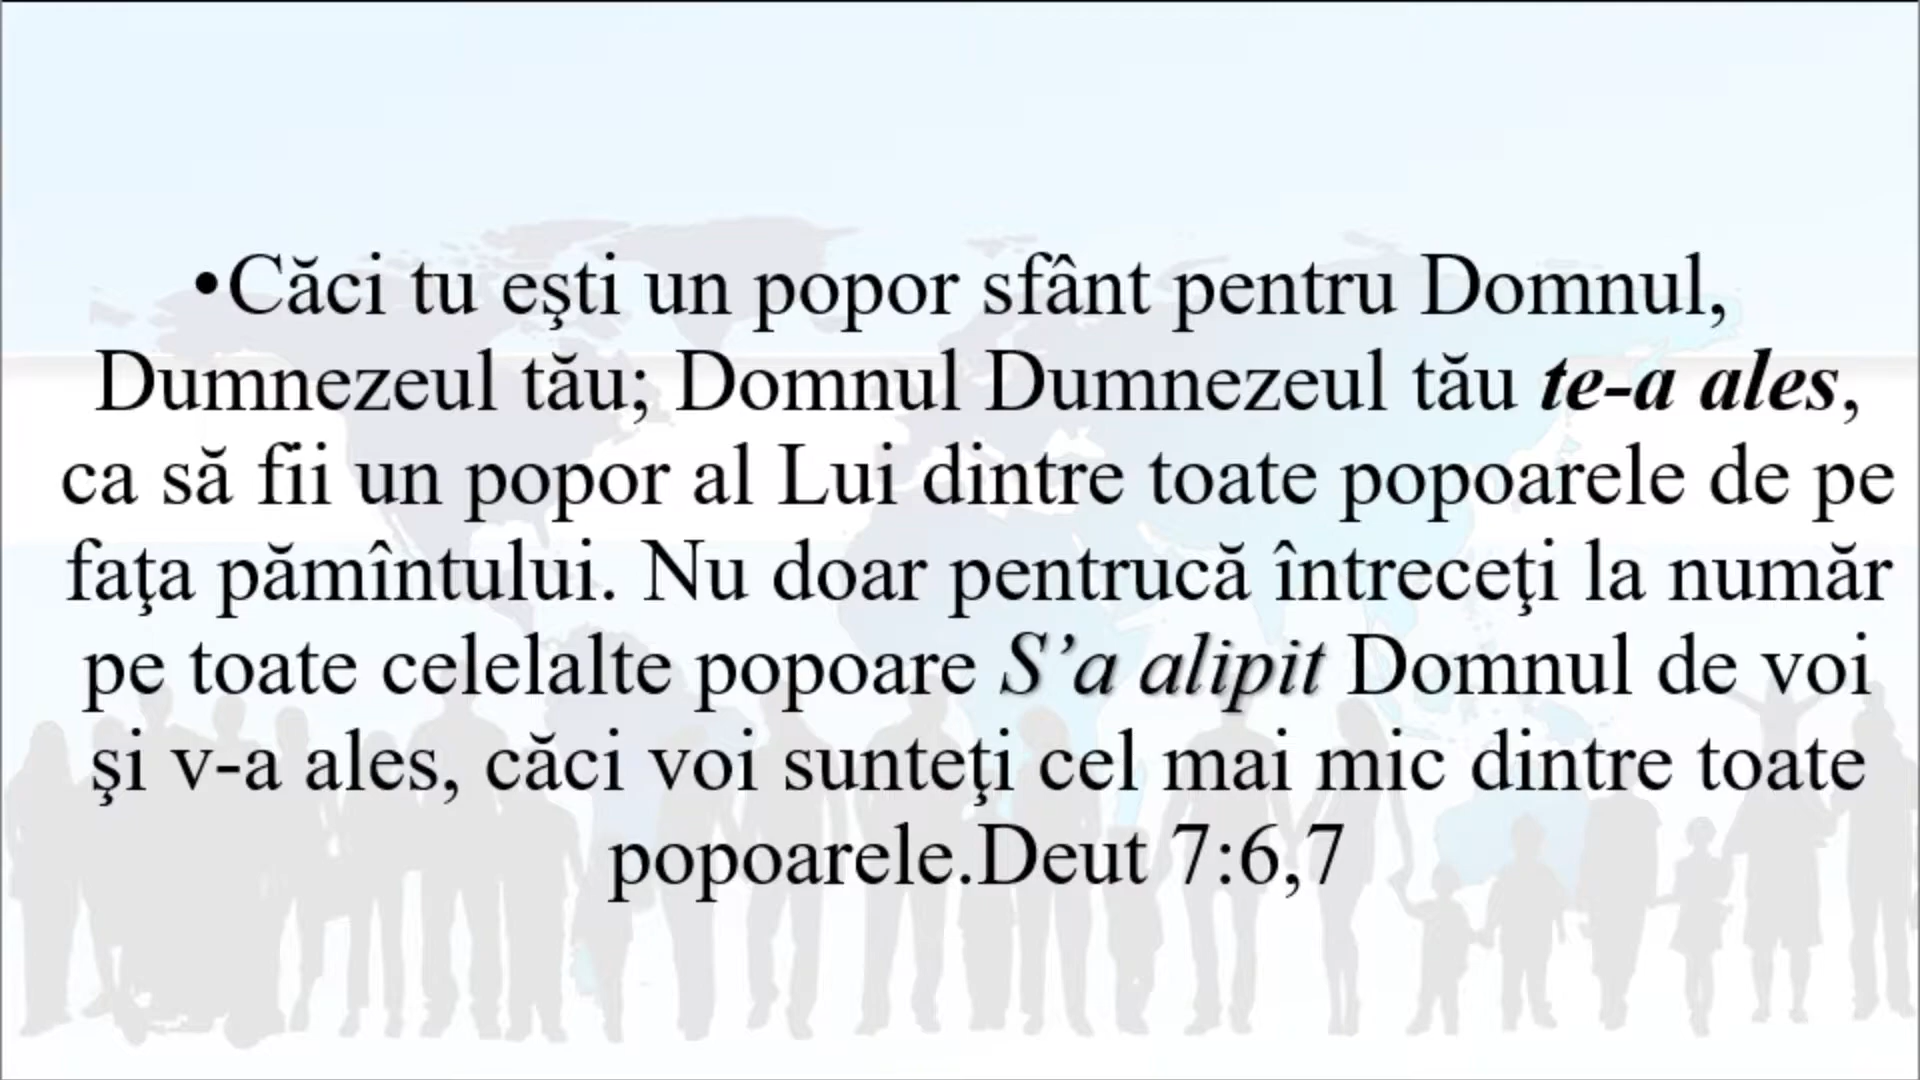 •Căci tu eşti un popor sfânt pentru Domnul,
Dumnezeul tău; Domnul Dumnezeul tău te-a ales,
ca să fii un popor al Lui dintre toate popoarele de pe
faţa pămîntului. Nu doar pentrucă întreceţi la număr
pe toate celelalte popoare S’a alipit Domnul de voi
şi v-a ales, căci voi sunteţi cel mai mic dintre toate
popoarele.Deut 7:6,7